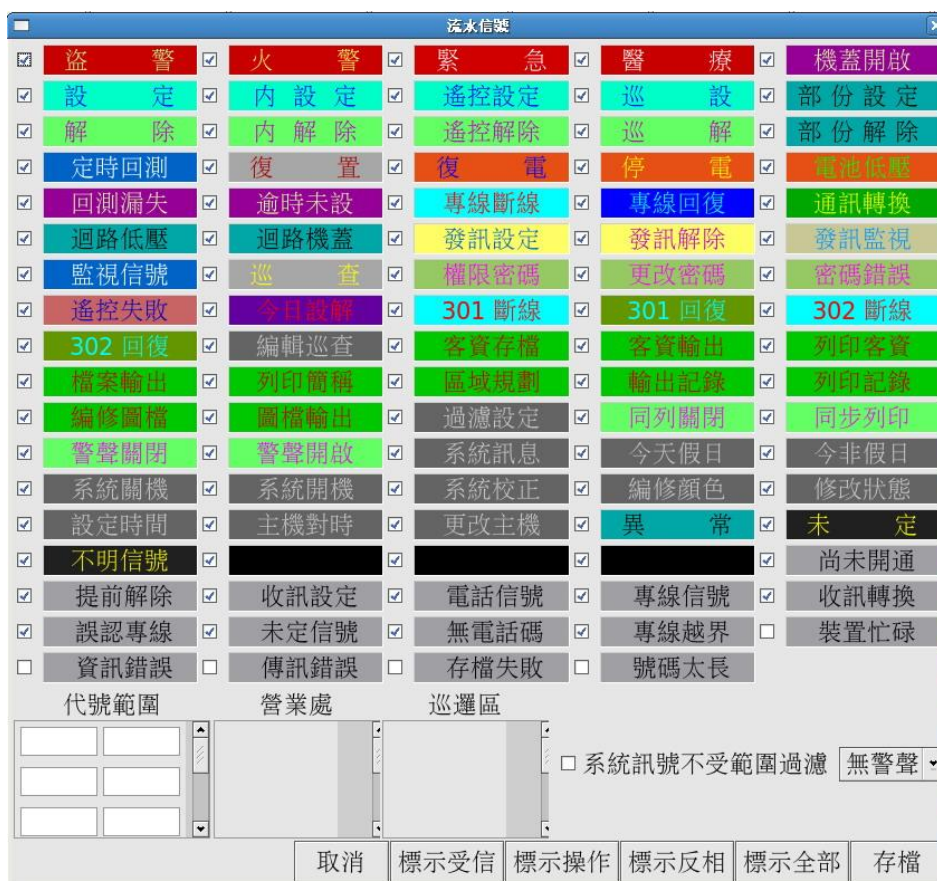 流水信號
盜 警 火 警 緊 急 醫 療 機蓋開啟
設 定 內 設 定 遙控設定 巡 設 部 份 設 定
解 除 內 解 除 遙控解除 巡 解 部 份 解 除
定時回測 復 置 復 電 停 電 電池低壓
回測漏失 逾時未設 專線斷線 專線回復 通訊轉換
迴路低壓 迴路機蓋 發訊設定 發訊解除 發訊監視
監視信號 巡 查 權限密碼 更改密碼 密碼錯誤
遙控失敗 今日設解 301 斷線 301 回復 302 斷線
302 回復 編輯巡查 客資存檔 客資輸出 列印客資
檔案輸出 列印簡稱 區域規劃 輸出記錄 列印記錄
編修圖檔 圖檔輸出 過濾設定 同列關閉 同步列印
警聲關閉 警聲開啟 系統訊息 今天假日 今非假日
系統關機 系統開機 系統校正 編修顏色 修改狀態
設定時間 主機對時 更改主機 異 常 未 定
不明信號 尚未開通
提前解除 收訊設定 電話信號 專線信號 收訊轉換
誤認專線 未定信號 無電話碼 專線越界 裝置忙碌
資訊錯誤 傳訊錯誤 存檔失敗 號碼太長
代號範圍 營業處 巡邏區
系統訊號不受範圍過濾 無警聲
取消 標示受信 標示操作 標示反相 標示全部 存檔